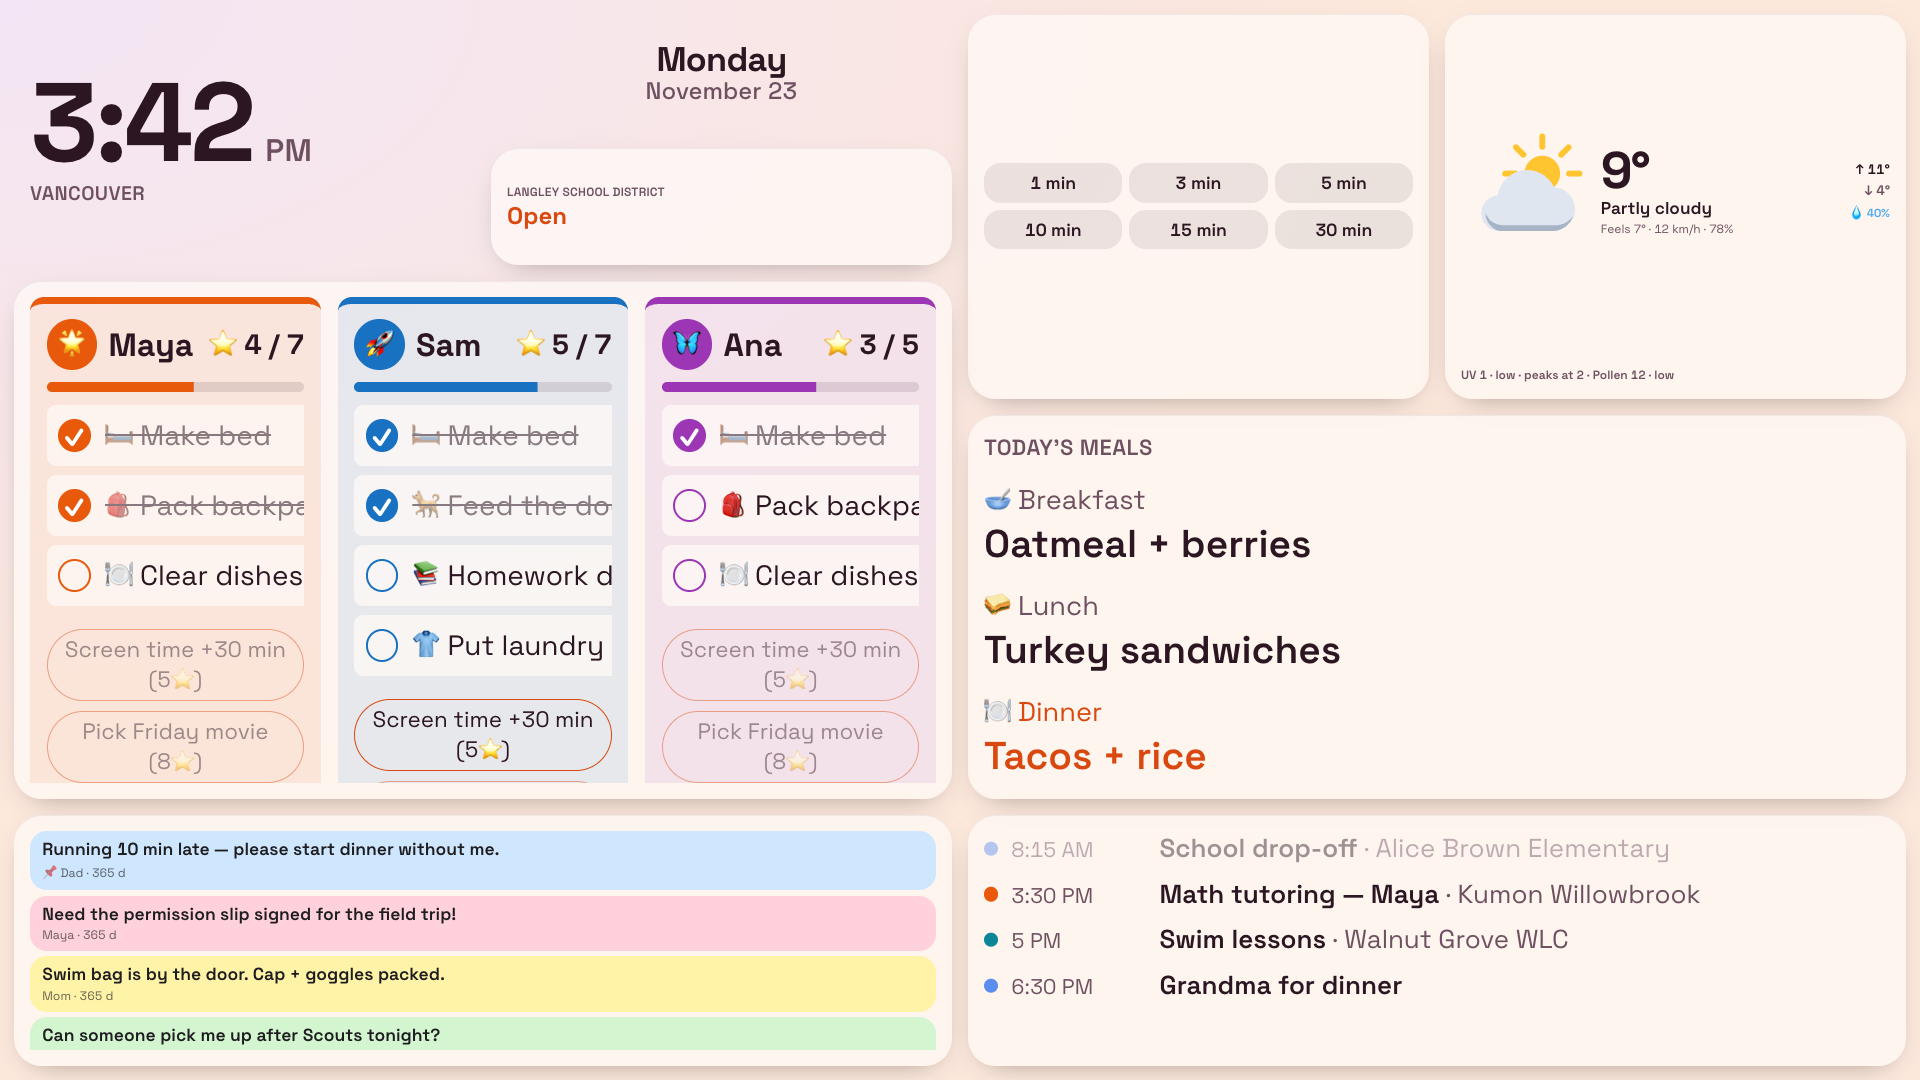 3:42 PM
VANCOUVER
Monday
November 23
LANGLEY SCHOOL DISTRICT
Open
1 min
3 min
5 min
10 min
15 min
30 min
9°
Partly cloudy
Feels 7° · 12 km/h · 78%
↑ 11°
↓ 4°
💧 40%
UV 1 · low · peaks at 2 · Pollen 12 · low
Maya ⭐ 4 / 7
Make bed
Pack backpa
Clear dishes
Screen time +30 min
(5⭐)
Pick Friday movie
(8⭐)
Sam ⭐ 5 / 7
Make bed
Feed the do
Homework d
Put laundry
Screen time +30 min
(5⭐)
Ana ⭐ 3 / 5
Make bed
Pack backpa
Clear dishes
Screen time +30 min
(5⭐)
Pick Friday movie
(8⭐)
TODAY'S MEALS
Breakfast
Oatmeal + berries
Lunch
Turkey sandwiches
Dinner
Tacos + rice
Running 10 min late — please start dinner without me.
📌 Dad · 365 d
Need the permission slip signed for the field trip!
Maya · 365 d
Swim bag is by the door. Cap + goggles packed.
Mom · 365 d
Can someone pick me up after Scouts tonight?
8:15 AM School drop-off · Alice Brown Elementary
3:30 PM Math tutoring — Maya · Kumon Willowbrook
5 PM Swim lessons · Walnut Grove WLC
6:30 PM Grandma for dinner